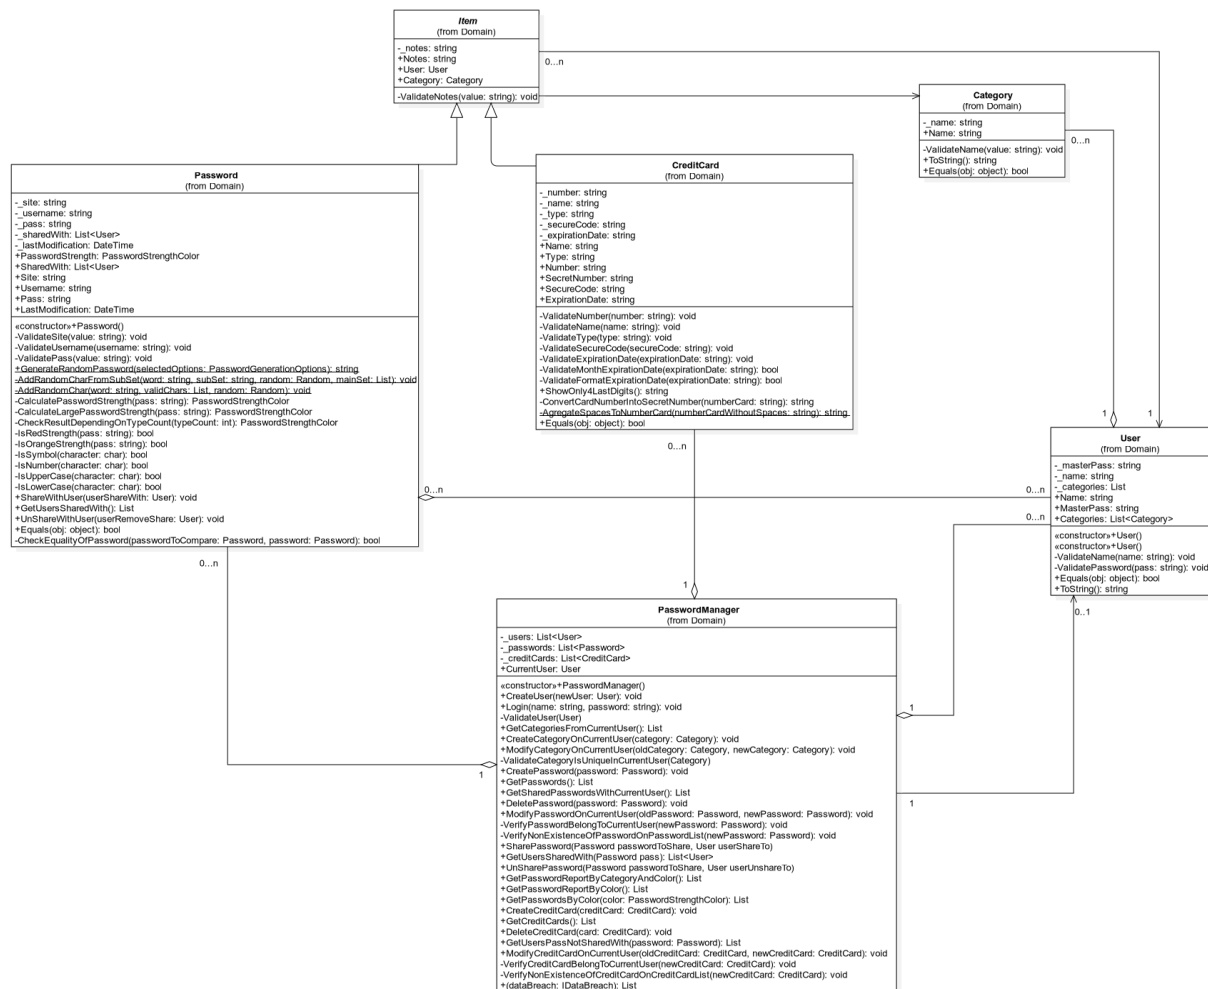 Item
(from Domain)
-_notes: string
+Notes: string
+User: User
+Category: Category
-ValidateNotes(value: string): void
0...n
Category
(from Domain)
-_name: string
+Name: string
-ValidateName(value: string): void
+ToString(): string
+Equals(obj: object): bool
0...n
Password
(from Domain)
-_site: string
-_username: string
-_pass: string
-_sharedWith: List<User>
-_lastModification: DateTime
+PasswordStrength: PasswordStrengthColor
+SharedWith: List<User>
+Site: string
+Username: string
+Pass: string
+LastModification: DateTime
«constructor»+Password()
-ValidateSite(value: string): void
-ValidateUsername(username: string): void
-ValidatePass(value: string): void
+GenerateRandomPassword(selectedOptions: PasswordGenerationOptions): string
-AddRandomCharFromSubSet(word: string, subSet: string, random: Random, mainSet: List): void
-AddRandomChar(word: string, validChars: List, random: Random): void
-CalculatePasswordStrength(pass: string): PasswordStrengthColor
-CalculateLargePasswordStrength(pass: string): PasswordStrengthColor
-CheckResultDependingOnTypeCount(typeCount: int): PasswordStrengthColor
-IsRedStrength(pass: string): bool
-IsOrangeStrength(pass: string): bool
-IsSymbol(character: char): bool
-IsNumber(character: char): bool
-IsUpperCase(character: char): bool
-IsLowerCase(character: char): bool
+ShareWithUser(userShareWith: User): void
+GetUsersSharedWith(): List
+UnShareWithUser(userRemoveShare: User): void
+Equals(obj: object): bool
-CheckEqualityOfPassword(passwordToCompare: Password, password: Password): bool
0...n
0...n
CreditCard
(from Domain)
-_number: string
-_name: string
-_type: string
-_secureCode: string
-_expirationDate: string
+Name: string
+Type: string
+Number: string
+SecretNumber: string
+SecureCode: string
+ExpirationDate: string
-ValidateNumber(number: string): void
-ValidateName(name: string): void
-ValidateType(type: string): void
-ValidateSecureCode(secureCode: string): void
-ValidateExpirationDate(expirationDate: string): void
-ValidateMonthExpirationDate(expirationDate: string): bool
-ValidateFormatExpirationDate(expirationDate: string): bool
+ShowOnly4LastDigits(): string
-ConvertCardNumberIntoSecretNumber(numberCard: string): string
-AgregateSpacesToNumberCard(numberCardWithoutSpaces: string): string
+Equals(obj: object): bool
0...n
1
1
1
User
(from Domain)
-_masterPass: string
-_name: string
-_categories: List
+Name: string
+MasterPass: string
+Categories: List<Category>
«constructor»+User()
«constructor»+User()
-ValidateName(name: string): void
-ValidatePassword(pass: string): void
+Equals(obj: object): bool
+ToString(): string
0...n
0...n
0..1
PasswordManager
(from Domain)
-_users: List<User>
-_passwords: List<Password>
-_creditCards: List<CreditCard>
+CurrentUser: User
«constructor»+PasswordManager()
+CreateUser(newUser: User): void
+Login(name: string, password: string): void
-ValidateUser(User)
+GetCategoriesFromCurrentUser(): List
+CreateCategoryOnCurrentUser(category: Category): void
+ModifyCategoryOnCurrentUser(oldCategory: Category, newCategory: Category): void
-ValidateCategoryIsUniqueInCurrentUser(Category)
+CreatePassword(password: Password): void
+GetPasswords(): List
+GetSharedPasswordsWithCurrentUser(): List
+DeletePassword(password: Password): void
+ModifyPasswordOnCurrentUser(oldPassword: Password, newPassword: Password): void
-VerifyPasswordBelongToCurrentUser(newPassword: Password): void
-VerifyNonExistenceOfPasswordOnPasswordList(newPassword: Password): void
+SharePassword(Password passwordToShare, User userShareTo)
+GetUsersSharedWith(Password pass): List<User>
+UnSharePassword(Password passwordToShare, User userUnshareTo)
+GetPasswordReportByCategoryAndColor(): List
+GetPasswordReportByColor(): List
+GetPasswordsByColor(color: PasswordStrengthColor): List
+CreateCreditCard(creditCard: CreditCard): void
+GetCreditCards(): List
+DeleteCreditCard(card: CreditCard): void
+GetUsersPassNotSharedWith(password: Password): List
+ModifyCreditCardOnCurrentUser(oldCreditCard: CreditCard, newCreditCard: CreditCard): void
-VerifyCreditCardBelongToCurrentUser(newCreditCard: CreditCard): void
-VerifyNonExistenceOfCreditCardOnCreditCardList(newCreditCard: CreditCard): void
+(dataBreach: IDataBreach): List
1
1
1